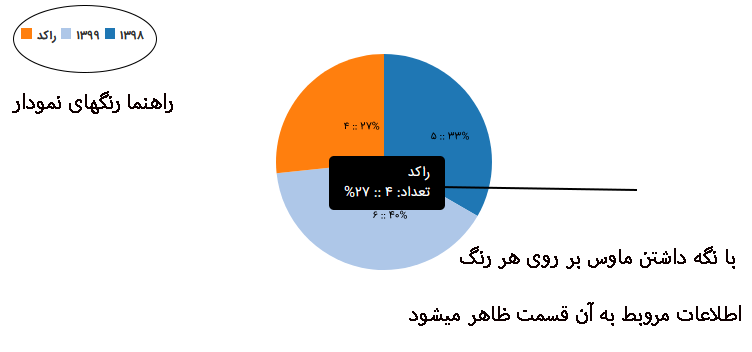 ۱۳۹۸ ۱۳۹۹ راکد
راهنما رنگهای نمودار
۴ :: ۲۷%
۵ :: ۳۳%
راکد
تعداد: ۴ :: ۲۷%
۶ :: ۴۰%
با نگه داشتن ماوس بر روی هر رنگ
اطلاعات مروبط به آن قسمت ظاهر میشود